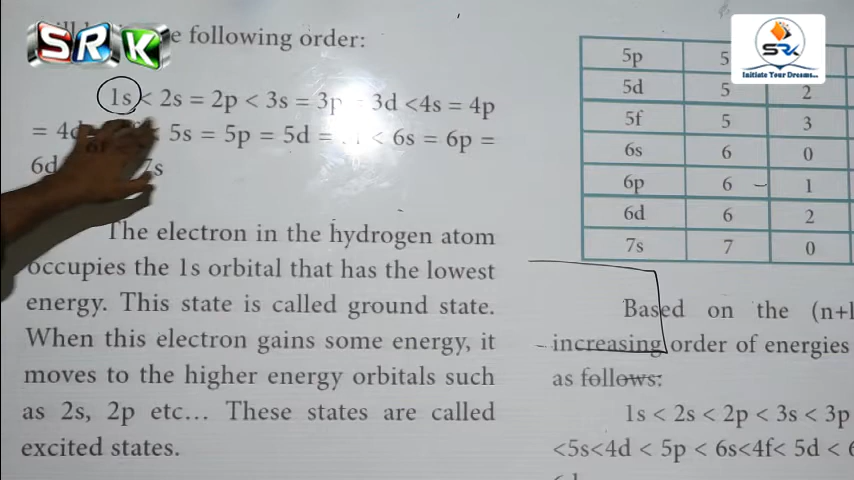 SRK
SRK
Initiate Your Dreams...
e following order:
1s < 2s = 2p < 3s = 3p = 3d <4s = 4p
= 4d < 5s = 5p = 5d = < 6s = 6p =
6d 7s
The electron in the hydrogen atom
occupies the 1s orbital that has the lowest
energy. This state is called ground state.
When this electron gains some energy, it
moves to the higher energy orbitals such
as 2s, 2p etc... These states are called
excited states.
5p 5
5d 5 2
5f 5 3
6s 6 0
6p 6 1
6d 6 2
7s 7 0
Based on the (n+l
increasing order of energies
as follows:
1s < 2s < 2p < 3s < 3p
<5s<4d < 5p < 6s<4f< 5d < 6